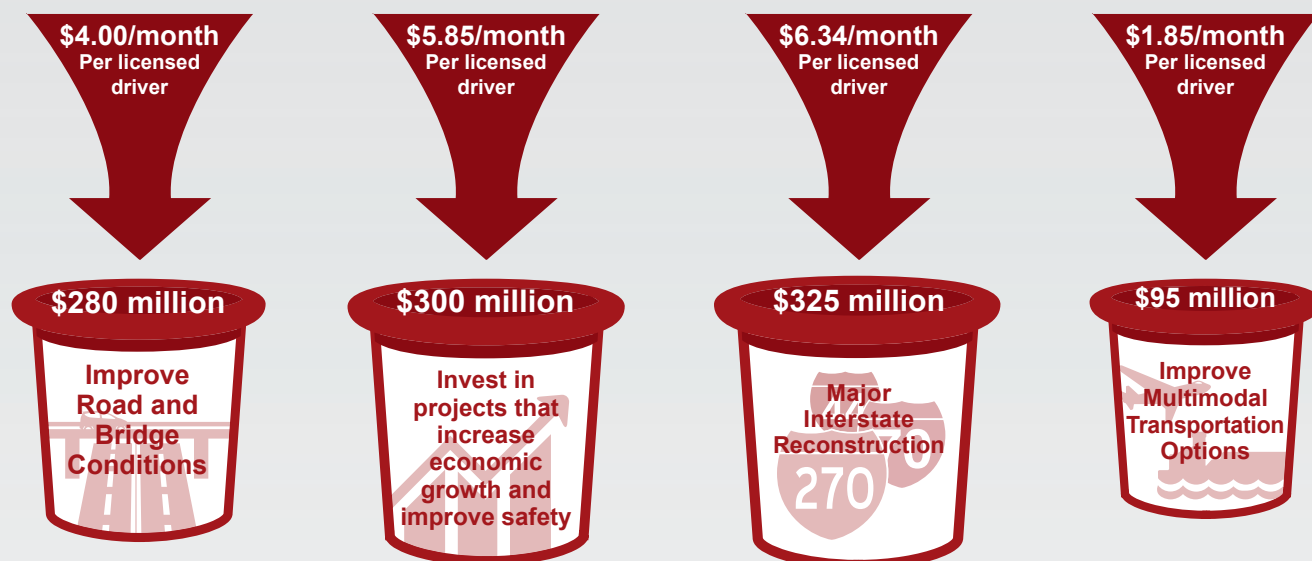 $4.00/month
Per licensed
driver
$5.85/month
Per licensed
driver
$6.34/month
Per licensed
driver
$1.85/month
Per licensed
driver
$280 million
Improve
Road and
Bridge
Conditions
$300 million
Invest in
projects that
increase
economic
growth and
improve safety
$325 million
Major
Interstate
Reconstruction
44
70
270
$95 million
Improve
Multimodal
Transportation
Options